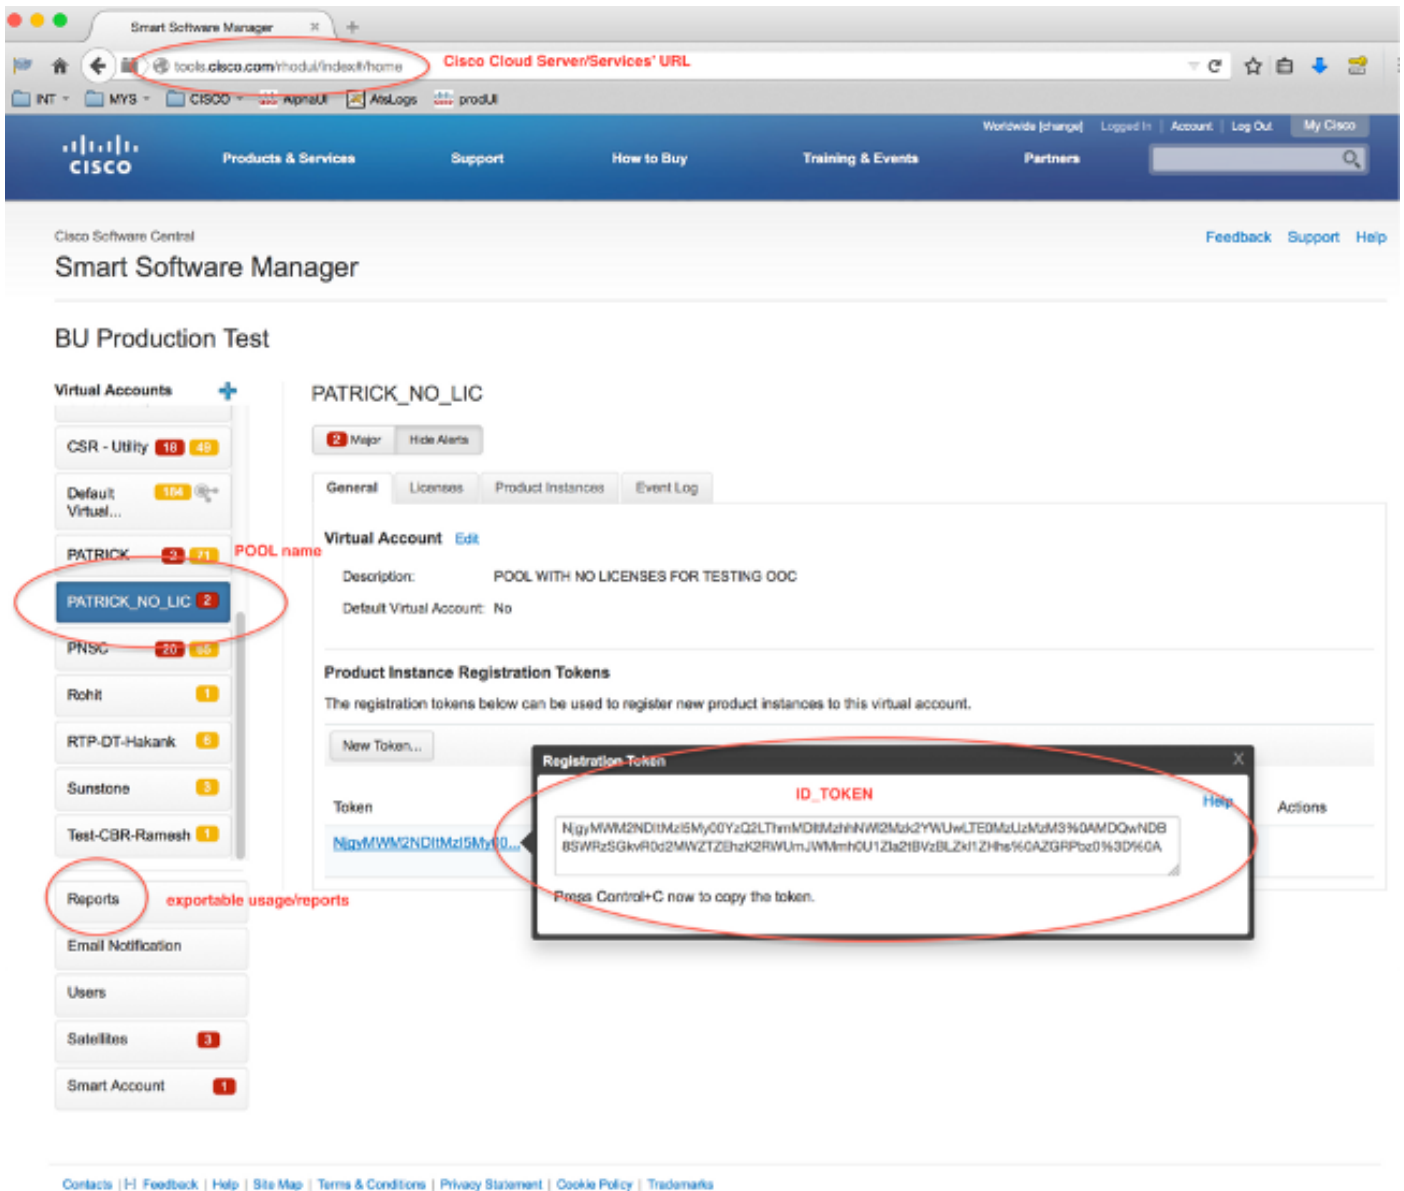 Smart Software Manager
tools.cisco.com/rhodui/index#/home
Cisco Cloud Server/Services' URL
INT MYS CISCO AlphaUI AtsLogs prodUI
Worldwide [change] Logged In | Account | Log Out My Cisco
CISCO Products & Services Support How to Buy Training & Events Partners
Cisco Software Central
Feedback Support Help
Smart Software Manager
BU Production Test
Virtual Accounts
CSR - Utility 18 49
Default Virtual... 184
PATRICK 2 71
POOL name
PATRICK_NO_LIC 2
PNSC 20
Rohit 1
RTP-DT-Hakank 6
Sunstone 3
Test-CBR-Ramesh 1
Reports
exportable usage/reports
Email Notification
Users
Satellites 3
Smart Account 1
PATRICK_NO_LIC
2 Major Hide Alerts
General Licenses Product Instances Event Log
Virtual Account Edit
Description: POOL WITH NO LICENSES FOR TESTING OOC
Default Virtual Account: No
Product Instance Registration Tokens
The registration tokens below can be used to register new product instances to this virtual account.
New Token...
Token
Actions
Registration Token X
ID_TOKEN
Help
Press Control+C now to copy the token.
Contacts | [+] Feedback | Help | Site Map | Terms & Conditions | Privacy Statement | Cookie Policy | Trademarks